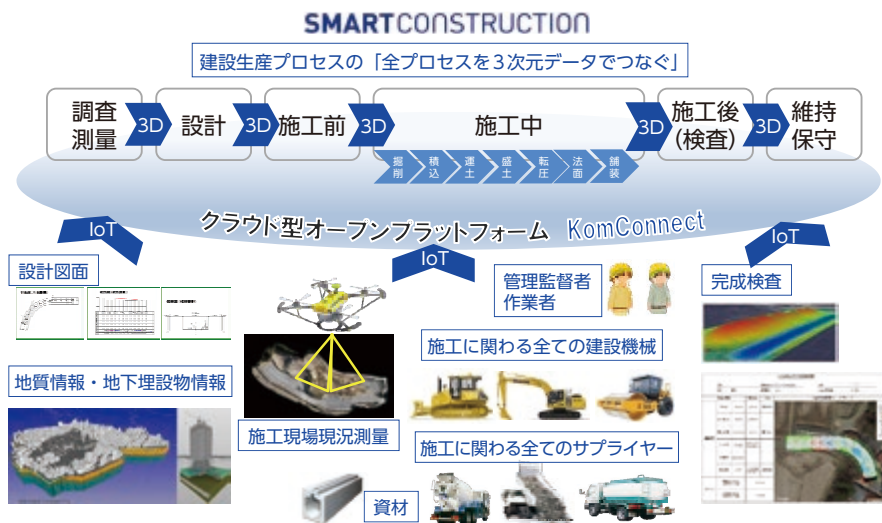 SMARTCONSTRUCTION
建設生産プロセスの「全プロセスを3次元データでつなぐ」
調査
測量
3D
設計
3D
施工前
3D
施工中
3D
施工後
(検査)
3D
維持
保守
掘削
積込
運土
盛土
転圧
法面
舗装
クラウド型オープンプラットフォーム KomConnect
IoT
IoT
IoT
設計図面
管理監督者
作業者
完成検査
施工に関わる全ての建設機械
地質情報・地下埋設物情報
施工現場現況測量
施工に関わる全てのサプライヤー
資材